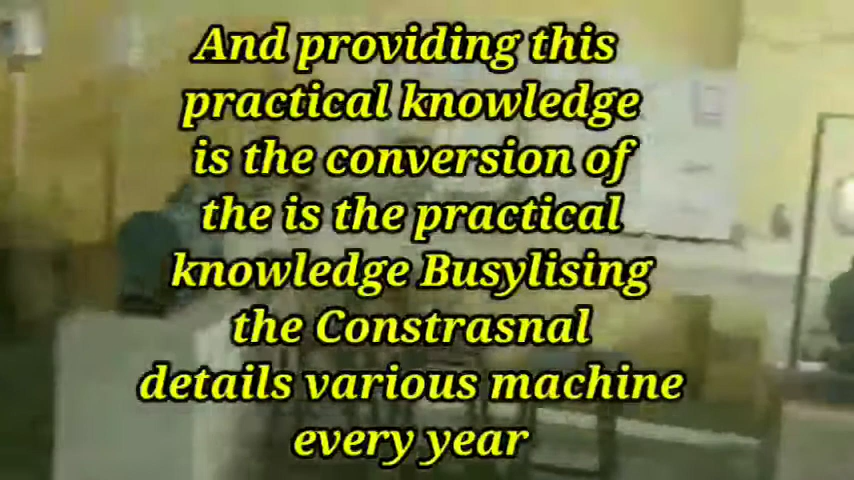 And providing this
practical knowledge
is the conversion of
the is the practical
knowledge Busylising
the Constrasnal
details various machine
every year